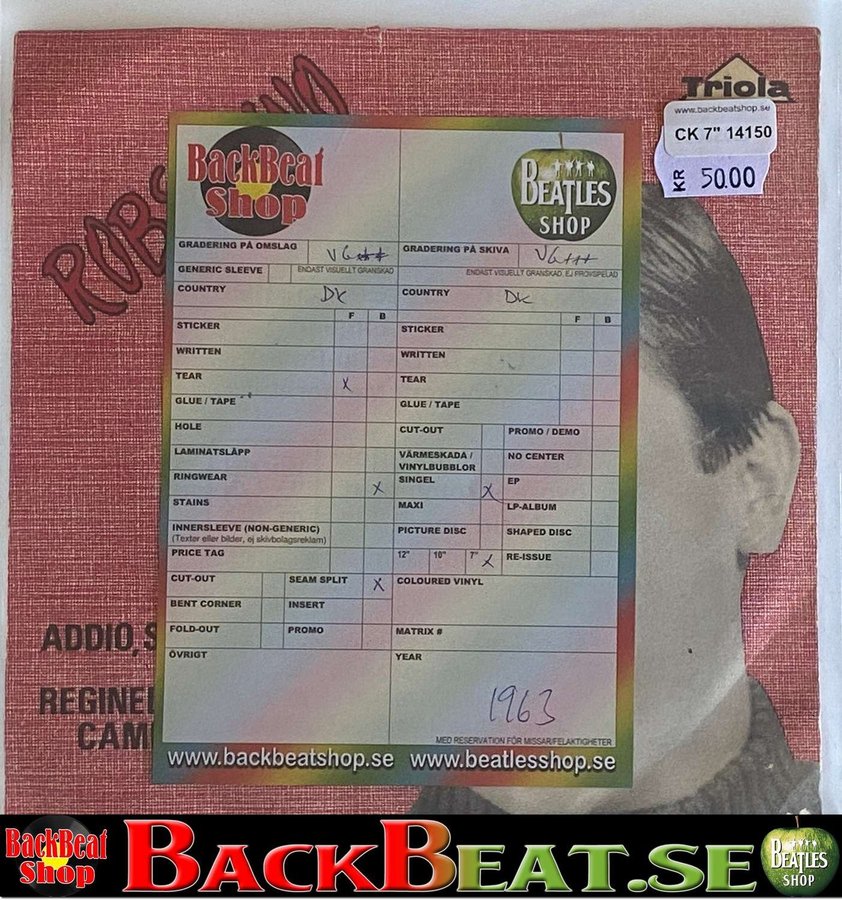 ROB
INO
Triola
www.backbeatshop.se
CK 7" 14150
KR 50.00
BackBeat
Shop
BEATLES
SHOP
GRADERING PÅ OMSLAG
GRADERING PÅ SKIVA
VG+++
GENERIC SLEEVE
ENDAST VISUELLT GRANSKAD
ENDAST VISUELLT GRANSKAD, EJ PROVSPELAD
COUNTRY DK
COUNTRY DK
F B
F B
STICKER
STICKER
WRITTEN
WRITTEN
TEAR X
TEAR
GLUE / TAPE
GLUE / TAPE
HOLE
CUT-OUT
PROMO / DEMO
LAMINATSLÄPP
VÄRMESKADA /
VINYLBUBBLOR
NO CENTER
RINGWEAR X
SINGEL X
EP
STAINS
MAXI
LP-ALBUM
INNERSLEEVE (NON-GENERIC)
(Texter eller bilder, ej skivbolagsreklam)
PICTURE DISC
SHAPED DISC
PRICE TAG
12" 10" 7" X
RE-ISSUE
CUT-OUT
SEAM SPLIT X
COLOURED VINYL
BENT CORNER
INSERT
FOLD-OUT
PROMO
MATRIX #
ÖVRIGT
YEAR
1963
MED RESERVATION FÖR MISSAR/FELAKTIGHETER
www.backbeatshop.se www.beatlesshop.se
ADDIO, S
REGINE
CAM
BackBeat
Shop
BACKBEAT.SE
BEATLES
SHOP